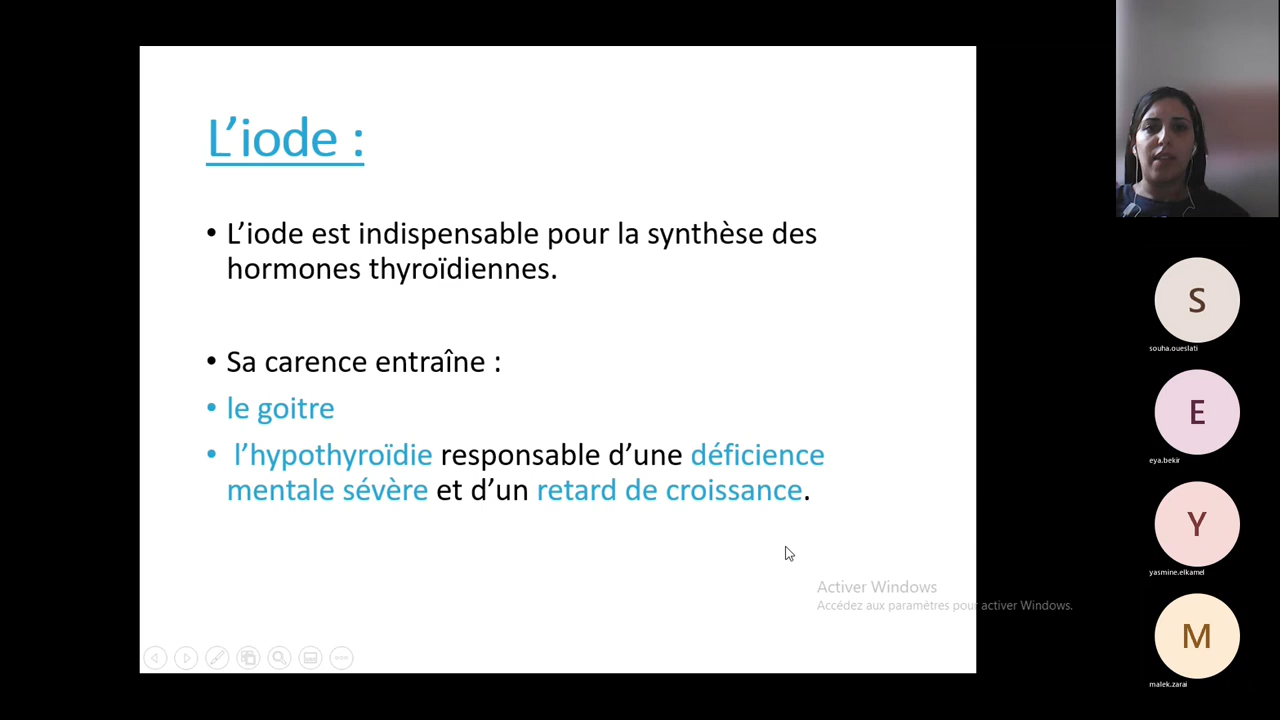 L'iode :
• L'iode est indispensable pour la synthèse des
hormones thyroïdiennes.
• Sa carence entraîne :
• le goitre
• l'hypothyroïdie responsable d'une déficience
mentale sévère et d'un retard de croissance.
Activer Windows
Accédez aux paramètres pour activer Windows.
S
souha.oueslati
E
eya.bekir
Y
yasmine.elkamel
M
malek.zarai